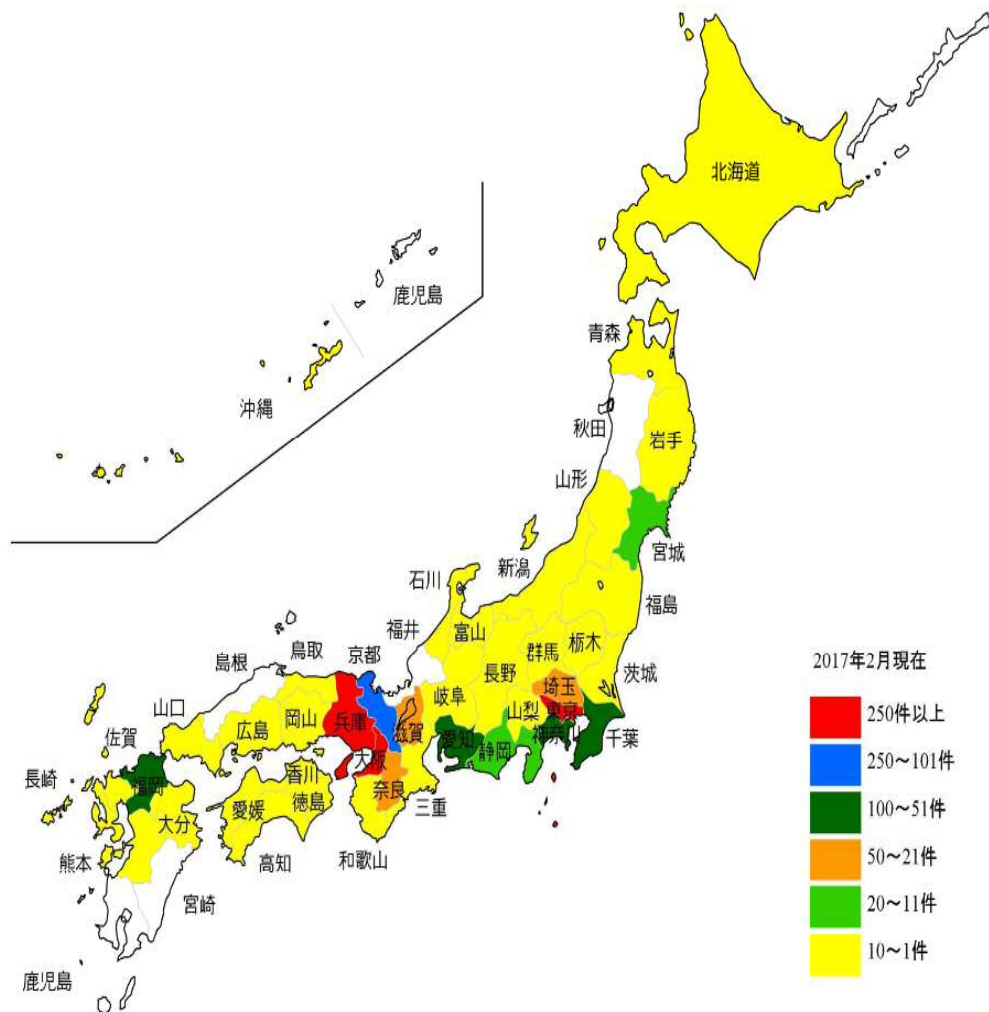 北海道
鹿児島
青森
沖縄
秋田
岩手
山形
宮城
新潟
石川
福島
福井
富山
栃木
群馬
京都
鳥取
島根
長野
茨城
2017年2月現在
埼玉
岐阜
山口
250件以上
山梨
東京
岡山
兵庫
広島
滋賀
愛知
神奈川
千葉
佐賀
静岡
250～101件
大阪
香川
長崎
福岡
奈良
三重
愛媛
徳島
100～51件
大分
熊本
高知
和歌山
50～21件
宮崎
20～11件
10～1件
鹿児島